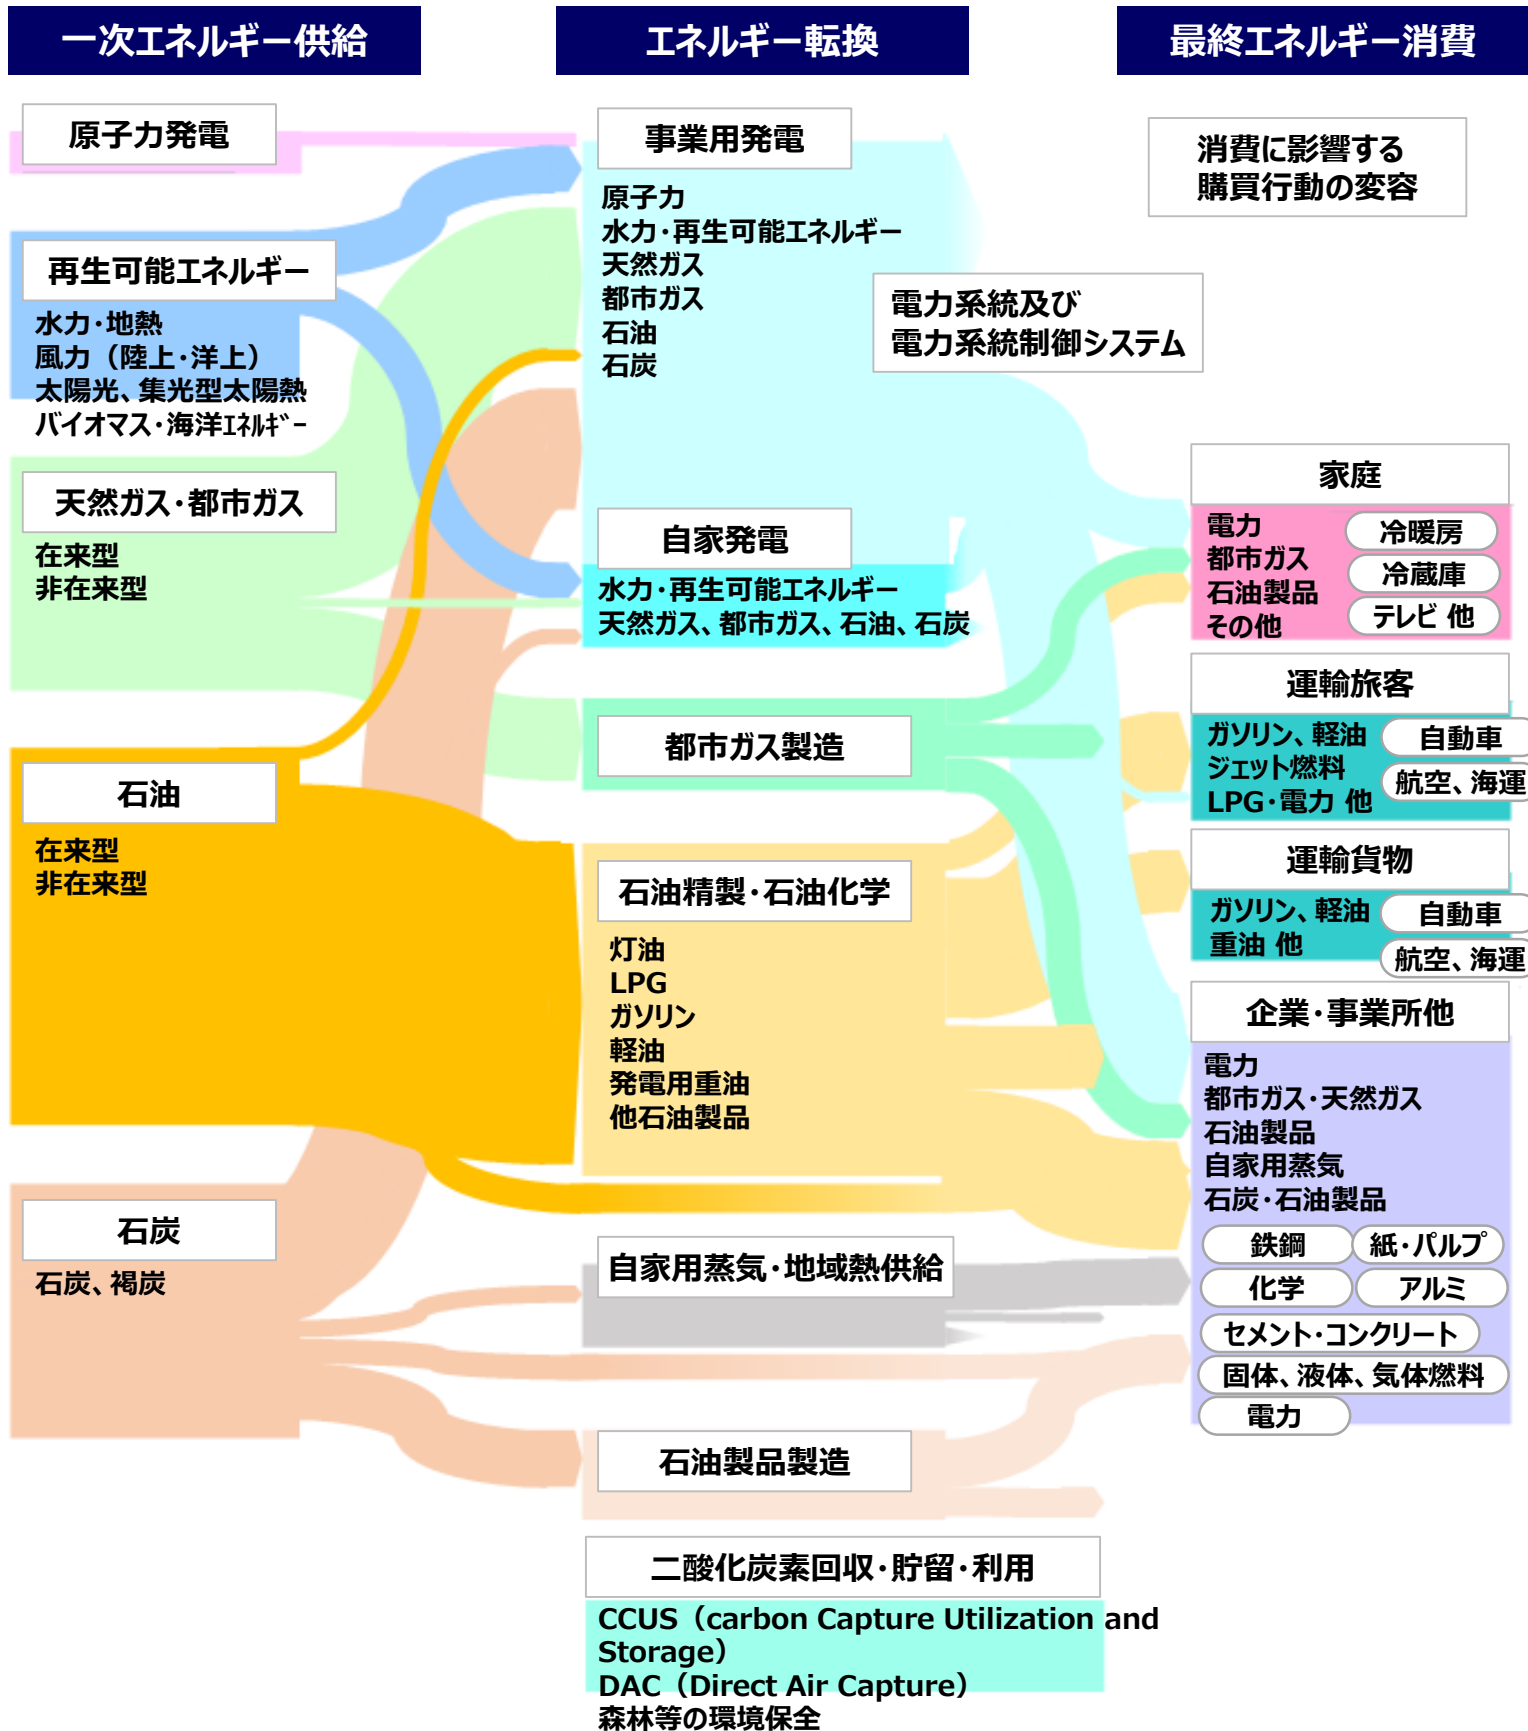 一次エネルギー供給
エネルギー転換
最終エネルギー消費
原子力発電
再生可能エネルギー
水力・地熱
風力（陸上・洋上）
太陽光、集光型太陽熱
バイオマス・海洋ｴﾈﾙｷﾞｰ
天然ガス・都市ガス
在来型
非在来型
石油
在来型
非在来型
石炭
石炭、褐炭
事業用発電
原子力
水力・再生可能エネルギー
天然ガス
都市ガス
石油
石炭
電力系統及び
電力系統制御システム
自家発電
水力・再生可能エネルギー
天然ガス、都市ガス、石油、石炭
都市ガス製造
石油精製・石油化学
灯油
LPG
ガソリン
軽油
発電用重油
他石油製品
自家用蒸気・地域熱供給
石油製品製造
二酸化炭素回収・貯留・利用
CCUS（carbon Capture Utilization and
Storage）
DAC（Direct Air Capture）
森林等の環境保全
消費に影響する
購買行動の変容
家庭
電力
都市ガス
石油製品
その他
冷暖房
冷蔵庫
テレビ 他
運輸旅客
ガソリン、軽油
ジェット燃料
LPG・電力 他
自動車
航空、海運
運輸貨物
ガソリン、軽油
重油 他
自動車
航空、海運
企業・事業所他
電力
都市ガス・天然ガス
石油製品
自家用蒸気
石炭・石油製品
鉄鋼
紙・パルプ
化学
アルミ
セメント・コンクリート
固体、液体、気体燃料
電力